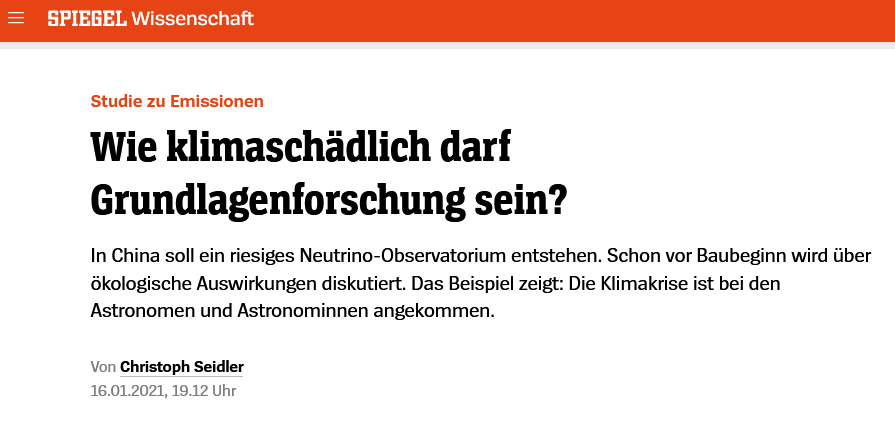 SPIEGEL Wissenschaft
Studie zu Emissionen
Wie klimaschädlich darf
Grundlagenforschung sein?
In China soll ein riesiges Neutrino-Observatorium entstehen. Schon vor Baubeginn wird über
ökologische Auswirkungen diskutiert. Das Beispiel zeigt: Die Klimakrise ist bei den
Astronomen und Astronominnen angekommen.
Von Christoph Seidler
16.01.2021, 19.12 Uhr